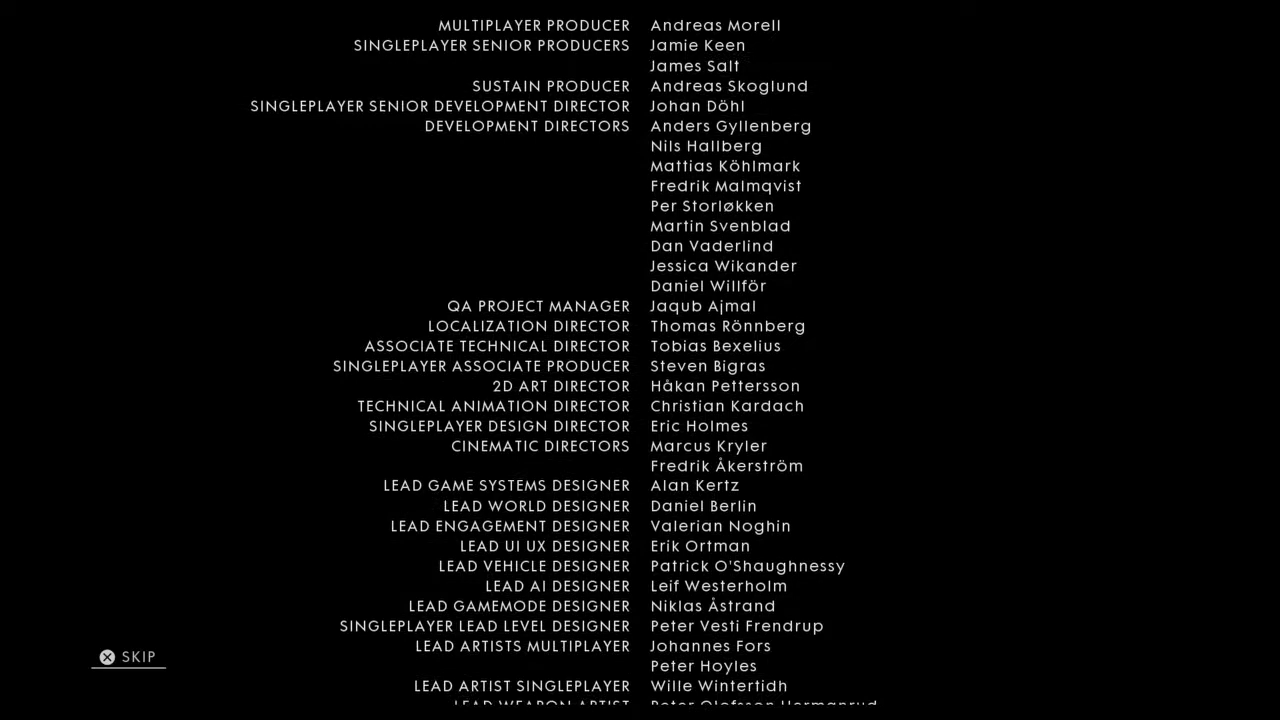 MULTIPLAYER PRODUCER Andreas Morell
SINGLEPLAYER SENIOR PRODUCERS Jamie Keen
James Salt
SUSTAIN PRODUCER Andreas Skoglund
SINGLEPLAYER SENIOR DEVELOPMENT DIRECTOR Johan Döhl
DEVELOPMENT DIRECTORS Anders Gyllenberg
Nils Hallberg
Mattias Köhlmark
Fredrik Malmqvist
Per Storløkken
Martin Svenblad
Dan Vaderlind
Jessica Wikander
Daniel Willför
QA PROJECT MANAGER Jaqub Ajmal
LOCALIZATION DIRECTOR Thomas Rönnberg
ASSOCIATE TECHNICAL DIRECTOR Tobias Bexelius
SINGLEPLAYER ASSOCIATE PRODUCER Steven Bigras
2D ART DIRECTOR Håkan Pettersson
TECHNICAL ANIMATION DIRECTOR Christian Kardach
SINGLEPLAYER DESIGN DIRECTOR Eric Holmes
CINEMATIC DIRECTORS Marcus Kryler
Fredrik Åkerström
LEAD GAME SYSTEMS DESIGNER Alan Kertz
LEAD WORLD DESIGNER Daniel Berlin
LEAD ENGAGEMENT DESIGNER Valerian Noghin
LEAD UI UX DESIGNER Erik Ortman
LEAD VEHICLE DESIGNER Patrick O'Shaughnessy
LEAD AI DESIGNER Leif Westerholm
LEAD GAMEMODE DESIGNER Niklas Åstrand
SINGLEPLAYER LEAD LEVEL DESIGNER Peter Vesti Frendrup
LEAD ARTISTS MULTIPLAYER Johannes Fors
SKIP
Peter Hoyles
LEAD ARTIST SINGLEPLAYER Wille Wintertidh
LEAD WEAPON ARTIST Peter Olofsson Hermanrud